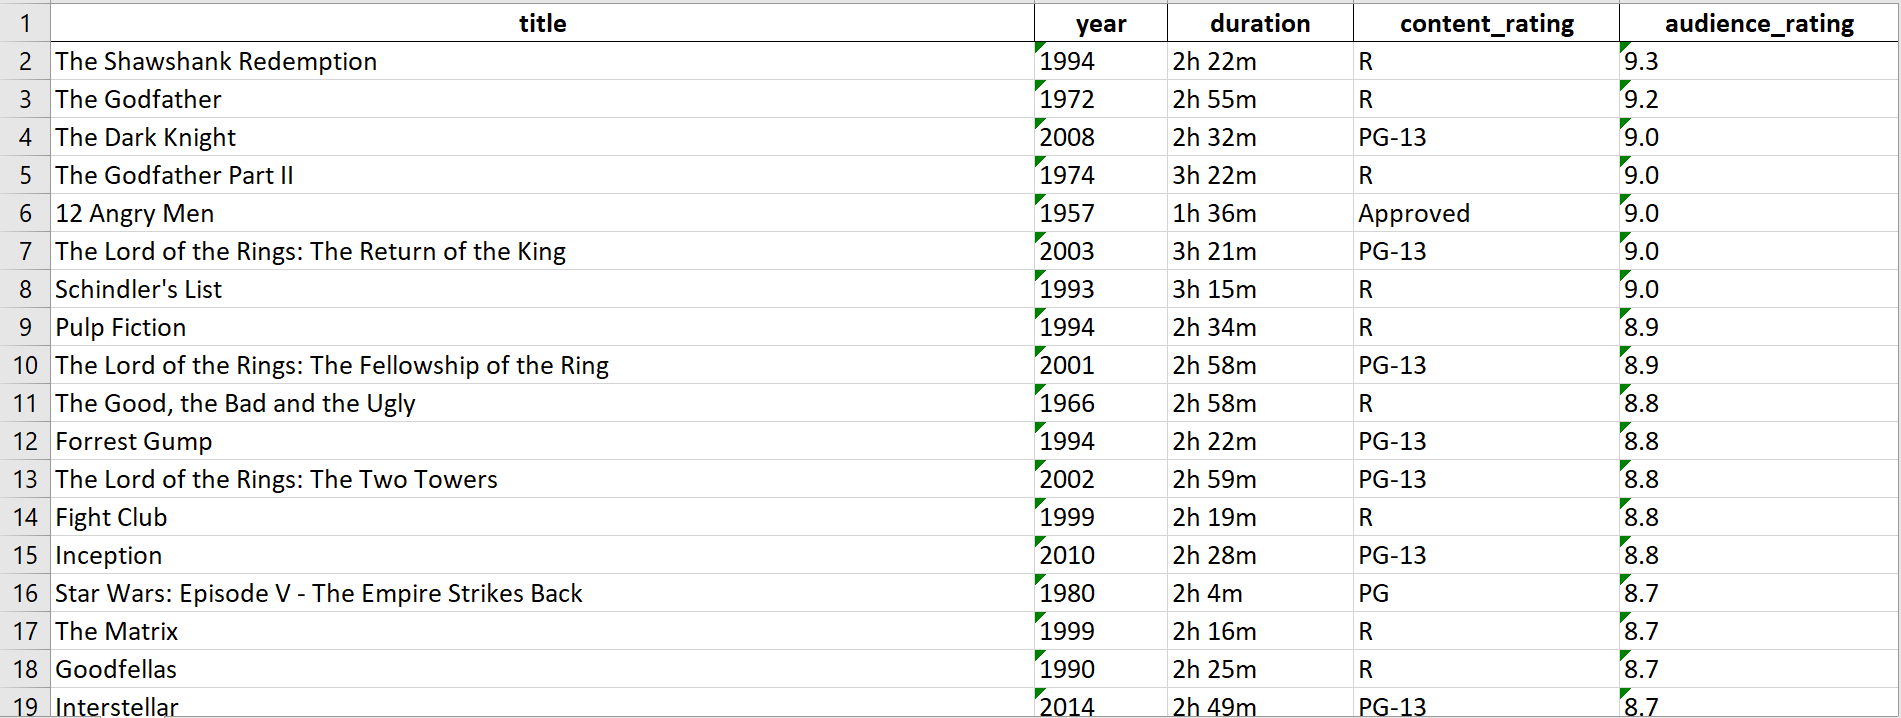 1 title year duration content_rating audience_rating
2 The Shawshank Redemption 1994 2h 22m R 9.3
3 The Godfather 1972 2h 55m R 9.2
4 The Dark Knight 2008 2h 32m PG-13 9.0
5 The Godfather Part II 1974 3h 22m R 9.0
6 12 Angry Men 1957 1h 36m Approved 9.0
7 The Lord of the Rings: The Return of the King 2003 3h 21m PG-13 9.0
8 Schindler's List 1993 3h 15m R 9.0
9 Pulp Fiction 1994 2h 34m R 8.9
10 The Lord of the Rings: The Fellowship of the Ring 2001 2h 58m PG-13 8.9
11 The Good, the Bad and the Ugly 1966 2h 58m R 8.8
12 Forrest Gump 1994 2h 22m PG-13 8.8
13 The Lord of the Rings: The Two Towers 2002 2h 59m PG-13 8.8
14 Fight Club 1999 2h 19m R 8.8
15 Inception 2010 2h 28m PG-13 8.8
16 Star Wars: Episode V - The Empire Strikes Back 1980 2h 4m PG 8.7
17 The Matrix 1999 2h 16m R 8.7
18 Goodfellas 1990 2h 25m R 8.7
19 Interstellar 2014 2h 49m PG-13 8.7